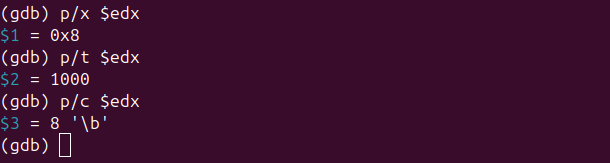 (gdb) p/x $edx
$1 = 0x8
(gdb) p/t $edx
$2 = 1000
(gdb) p/c $edx
$3 = 8 '\b'
(gdb)